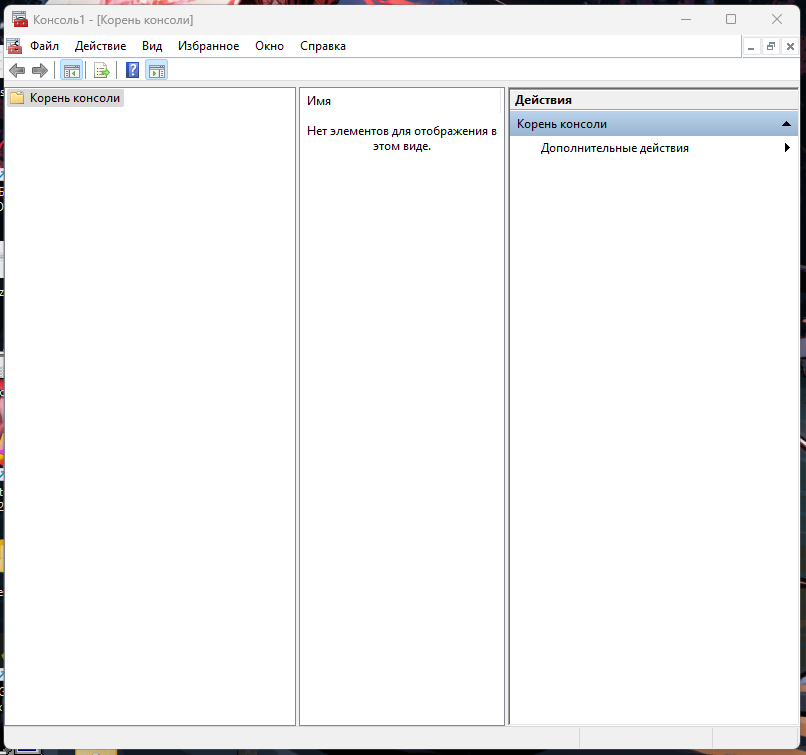 Консоль1 - [Корень консоли]
Файл Действие Вид Избранное Окно Справка
Корень консоли
Имя
Нет элементов для отображения в
этом виде.
Действия
Корень консоли
Дополнительные действия